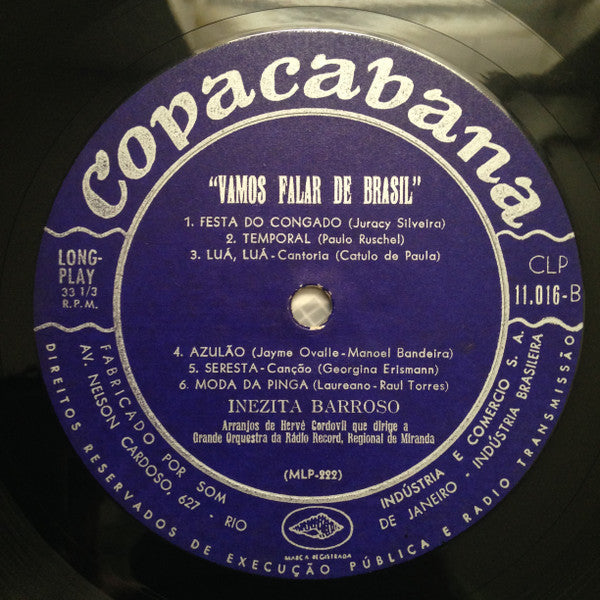 Copacabana
"VAMOS FALAR DE BRASIL"
1. FESTA DO CONGADO (Juracy Silveira)
2. TEMPORAL (Paulo Ruschel)
3. LUÁ, LUÁ - Cantoria (Catulo de Paula)
LONG-
PLAY
33 1/3
R.P.M.
CLP
11.016-B
4. AZULÃO (Jayme Ovalle - Manoel Bandeira)
5. SERESTA - Canção (Georgina Erismann)
6. MODA DA PINGA (Laureano - Raul Torres)
INEZITA BARROSO
Arranjos de Hervé Cordovil que dirige a
Grande Orquestra da Rádio Record, Regional de Miranda
(MLP-222)
FABRICADO POR SOM INDÚSTRIA E COMERCIO S. A.
AV. NELSON CARDOSO, 627 - RIO DE JANEIRO - INDÚSTRIA BRASILEIRA
DIREITOS RESERVADOS DE EXECUÇÃO PÚBLICA E RADIO TRANSMISSÃO
MARCA REGISTRADA